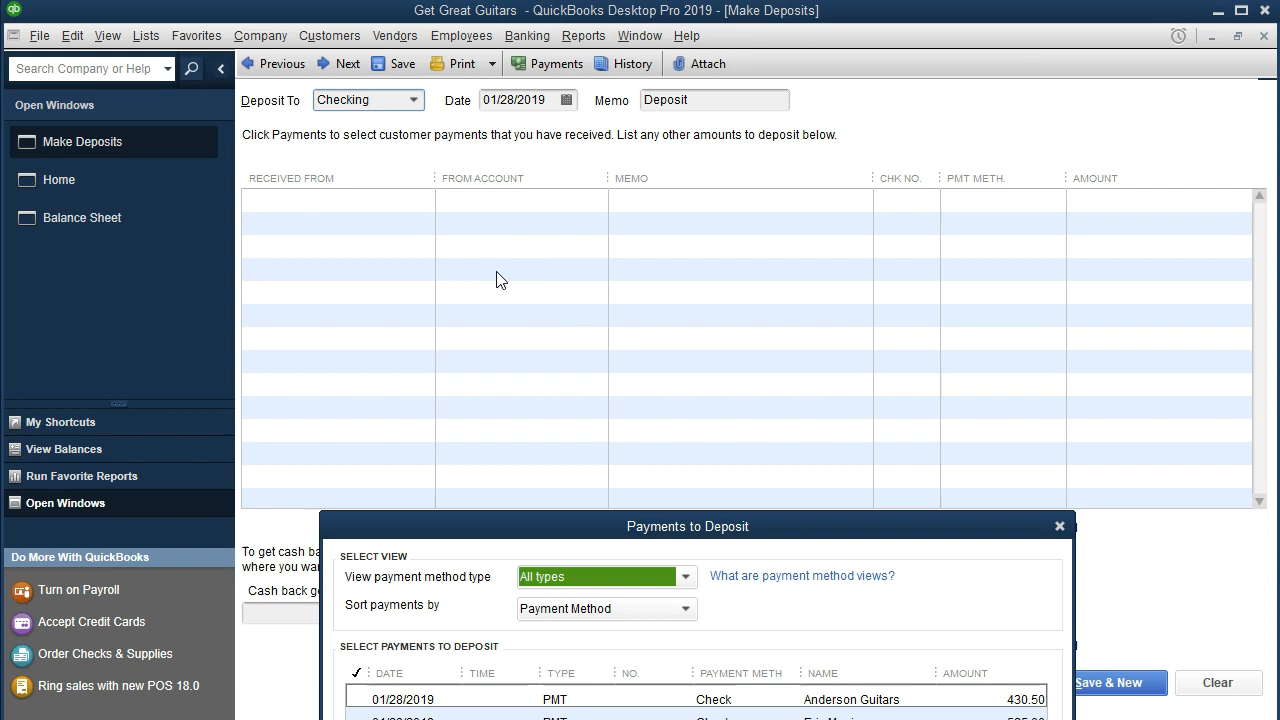 qb
Get Great Guitars - QuickBooks Desktop Pro 2019 - [Make Deposits]
File Edit View Lists Favorites Company Customers Vendors Employees Banking Reports Window Help
Search Company or Help
Previous Next Save Print Payments History Attach
Open Windows
Deposit To Checking Date 01/28/2019 Memo Deposit
Make Deposits
Click Payments to select customer payments that you have received. List any other amounts to deposit below.
Home
RECEIVED FROM FROM ACCOUNT MEMO CHK NO. PMT METH. AMOUNT
Balance Sheet
My Shortcuts
View Balances
Run Favorite Reports
Open Windows
Payments to Deposit
Do More With QuickBooks
To get cash ba
where you wan
SELECT VIEW
View payment method type All types What are payment method views?
Turn on Payroll
Cash back g
Sort payments by Payment Method
Accept Credit Cards
SELECT PAYMENTS TO DEPOSIT
Order Checks & Supplies
DATE TIME TYPE NO. PAYMENT METH NAME AMOUNT
Save & New Clear
Ring sales with new POS 18.0
01/28/2019 PMT Check Anderson Guitars 430.50